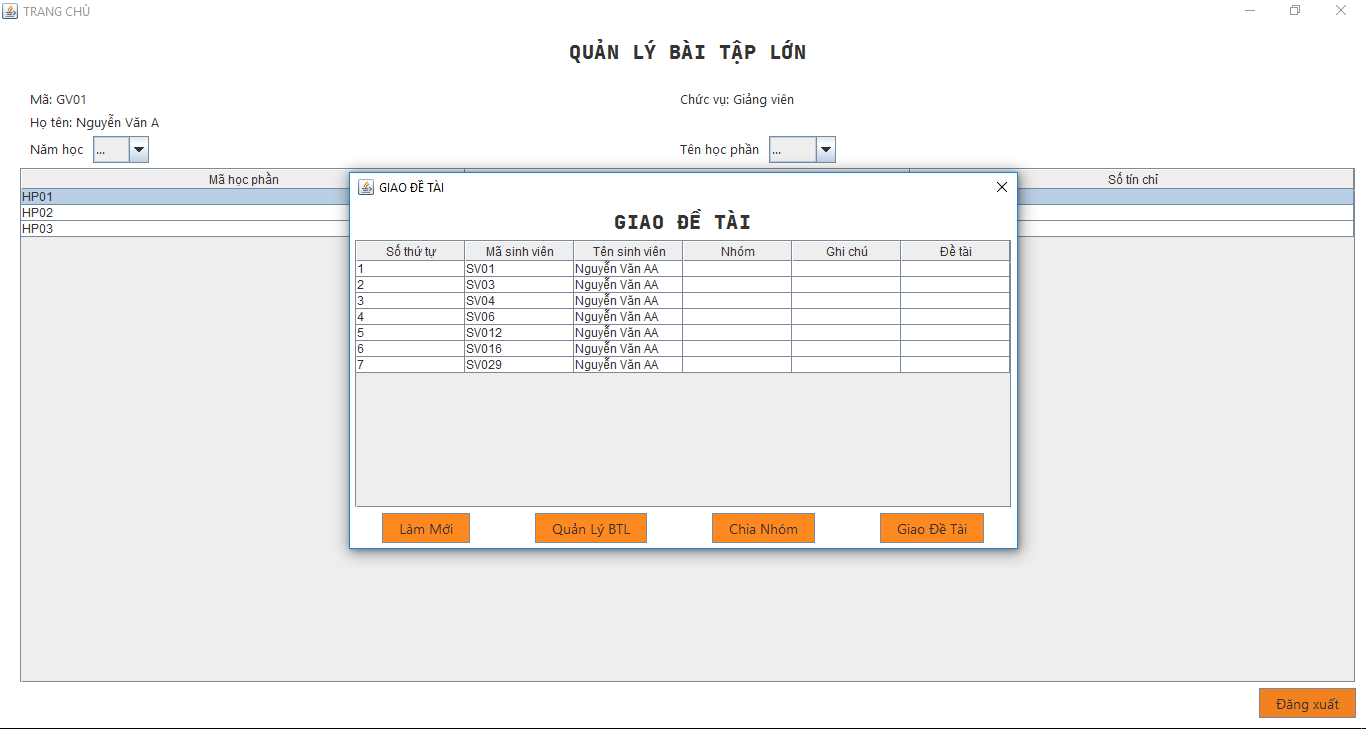 TRANG CHỦ
QUẢN LÝ BÀI TẬP LỚN
Mã: GV01
Chức vụ: Giảng viên
Họ tên: Nguyễn Văn A
Năm học ...
Tên học phần ...
Mã học phần
Số tín chỉ
HP01
HP02
HP03
GIAO ĐỀ TÀI
GIAO ĐỀ TÀI
Số thứ tự Mã sinh viên Tên sinh viên Nhóm Ghi chú Đề tài
1 SV01 Nguyễn Văn AA
2 SV03 Nguyễn Văn AA
3 SV04 Nguyễn Văn AA
4 SV06 Nguyễn Văn AA
5 SV012 Nguyễn Văn AA
6 SV016 Nguyễn Văn AA
7 SV029 Nguyễn Văn AA
Làm Mới Quản Lý BTL Chia Nhóm Giao Đề Tài
Đăng xuất